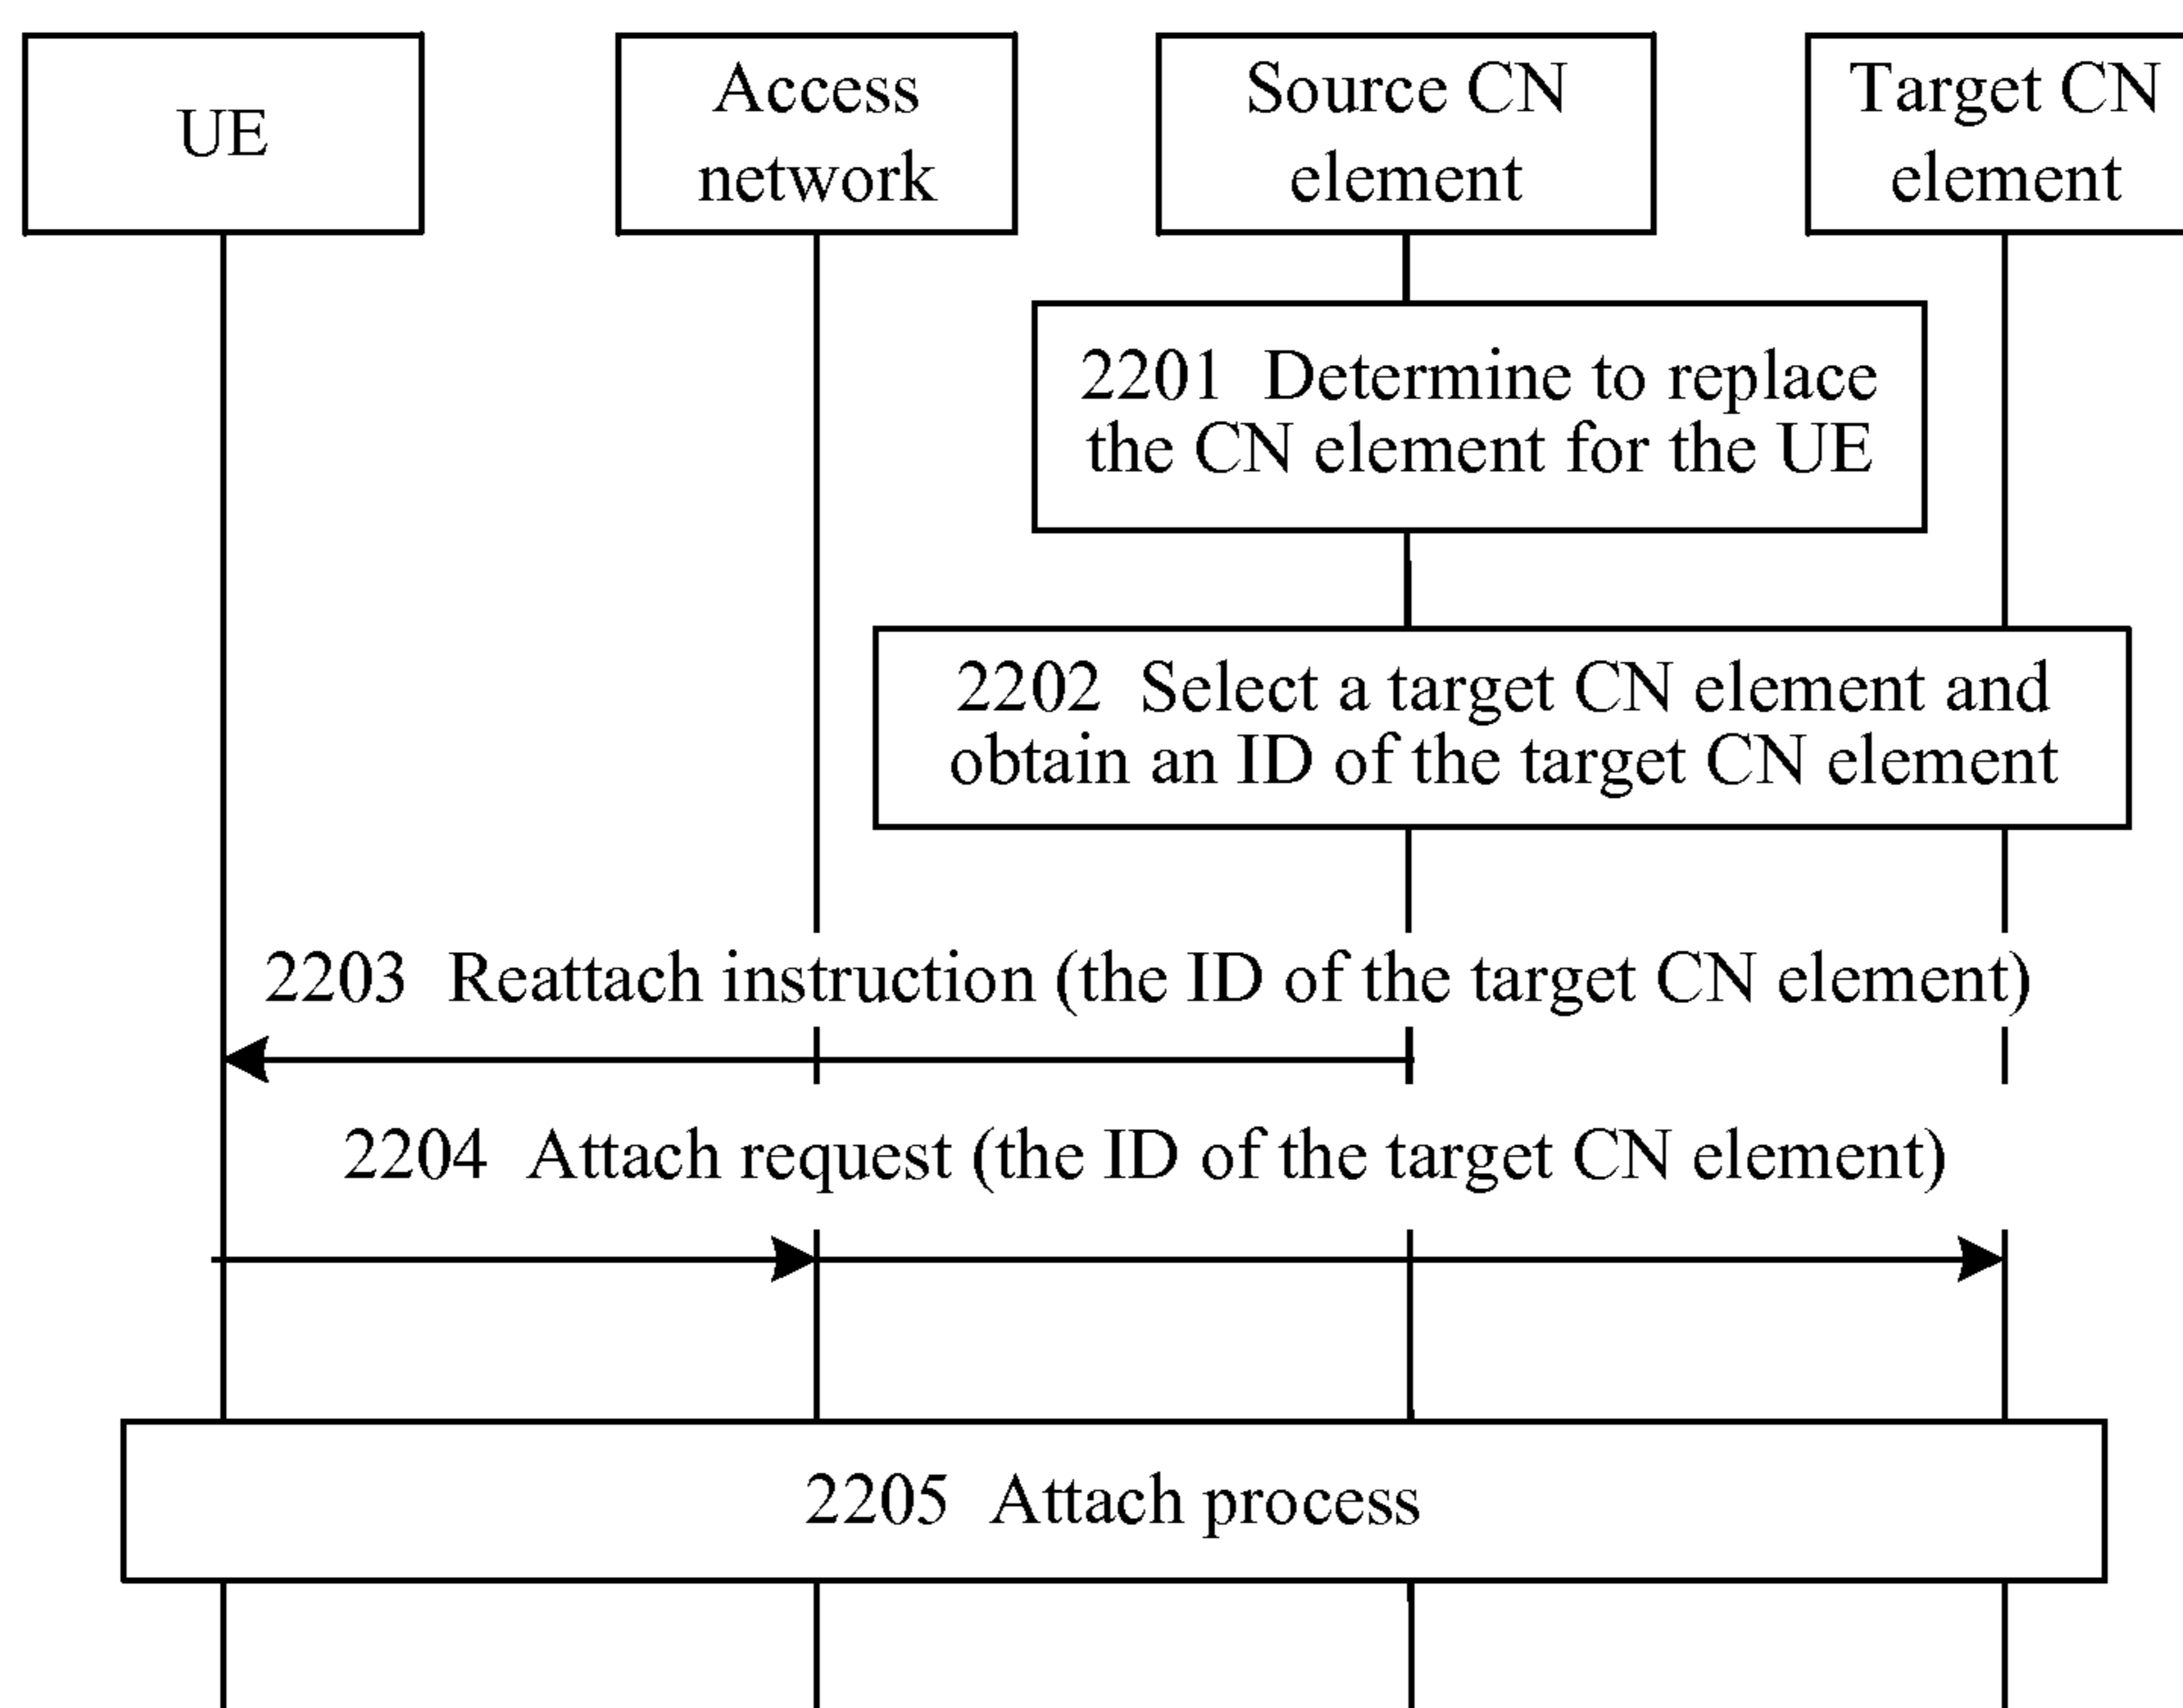 UE
Access
network
Source CN
element
Target CN
element
2201 Determine to replace
the CN element for the UE
2202 Select a target CN element and
obtain an ID of the target CN element
2203 Reattach instruction (the ID of the target CN element)
2204 Attach request (the ID of the target CN element)
2205 Attach process